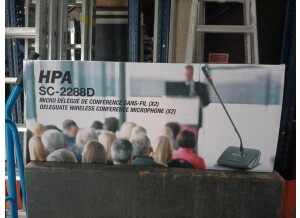 HPA
SC-2288D
MICRO DÉLÉGUÉ DE CONFÉRENCE SANS-FIL (X2)
DELEGUATE WIRELESS CONFERENCE MICROPHONE (X2)